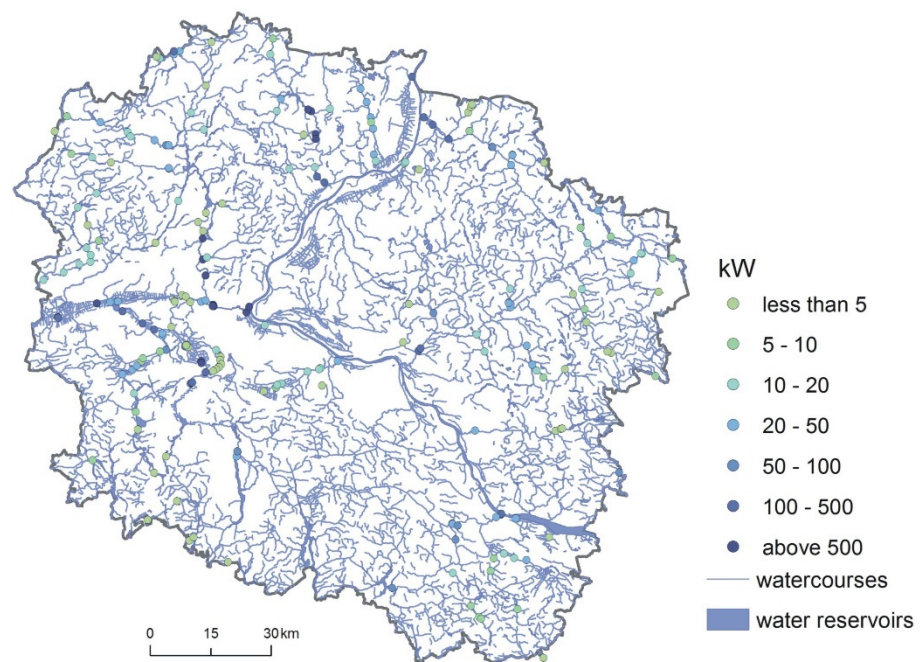 kW
less than 5
5 - 10
10 - 20
20 - 50
50 - 100
100 - 500
above 500
watercourses
water reservoirs
0 15 30 km